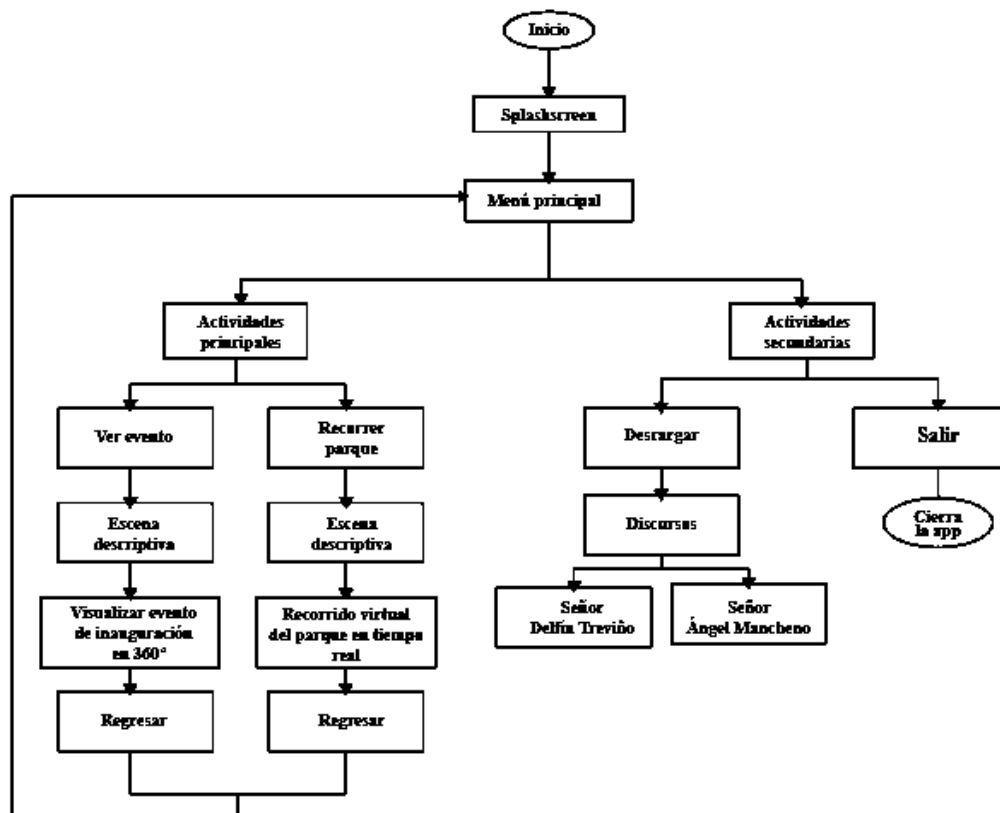 Inicio
Splashscreen
Menú principal
Actividades
principales
Actividades
secundarias
Ver evento
Recorrer
parque
Descargar
Salir
Escena
descriptiva
Escena
descriptiva
Discursos
Cierra
la app
Visualizar evento
de inauguración
en 360°
Recorrido virtual
del parque en tiempo
real
Señor
Delfín Treviño
Señor
Ángel Mancheno
Regresar
Regresar